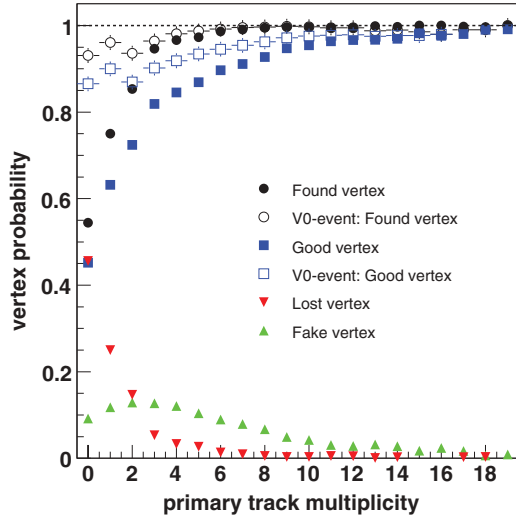 1
0.8
0.6
0.4
0.2
0
vertex probability
Found vertex
V0-event: Found vertex
Good vertex
V0-event: Good vertex
Lost vertex
Fake vertex
0 2 4 6 8 10 12 14 16 18
primary track multiplicity